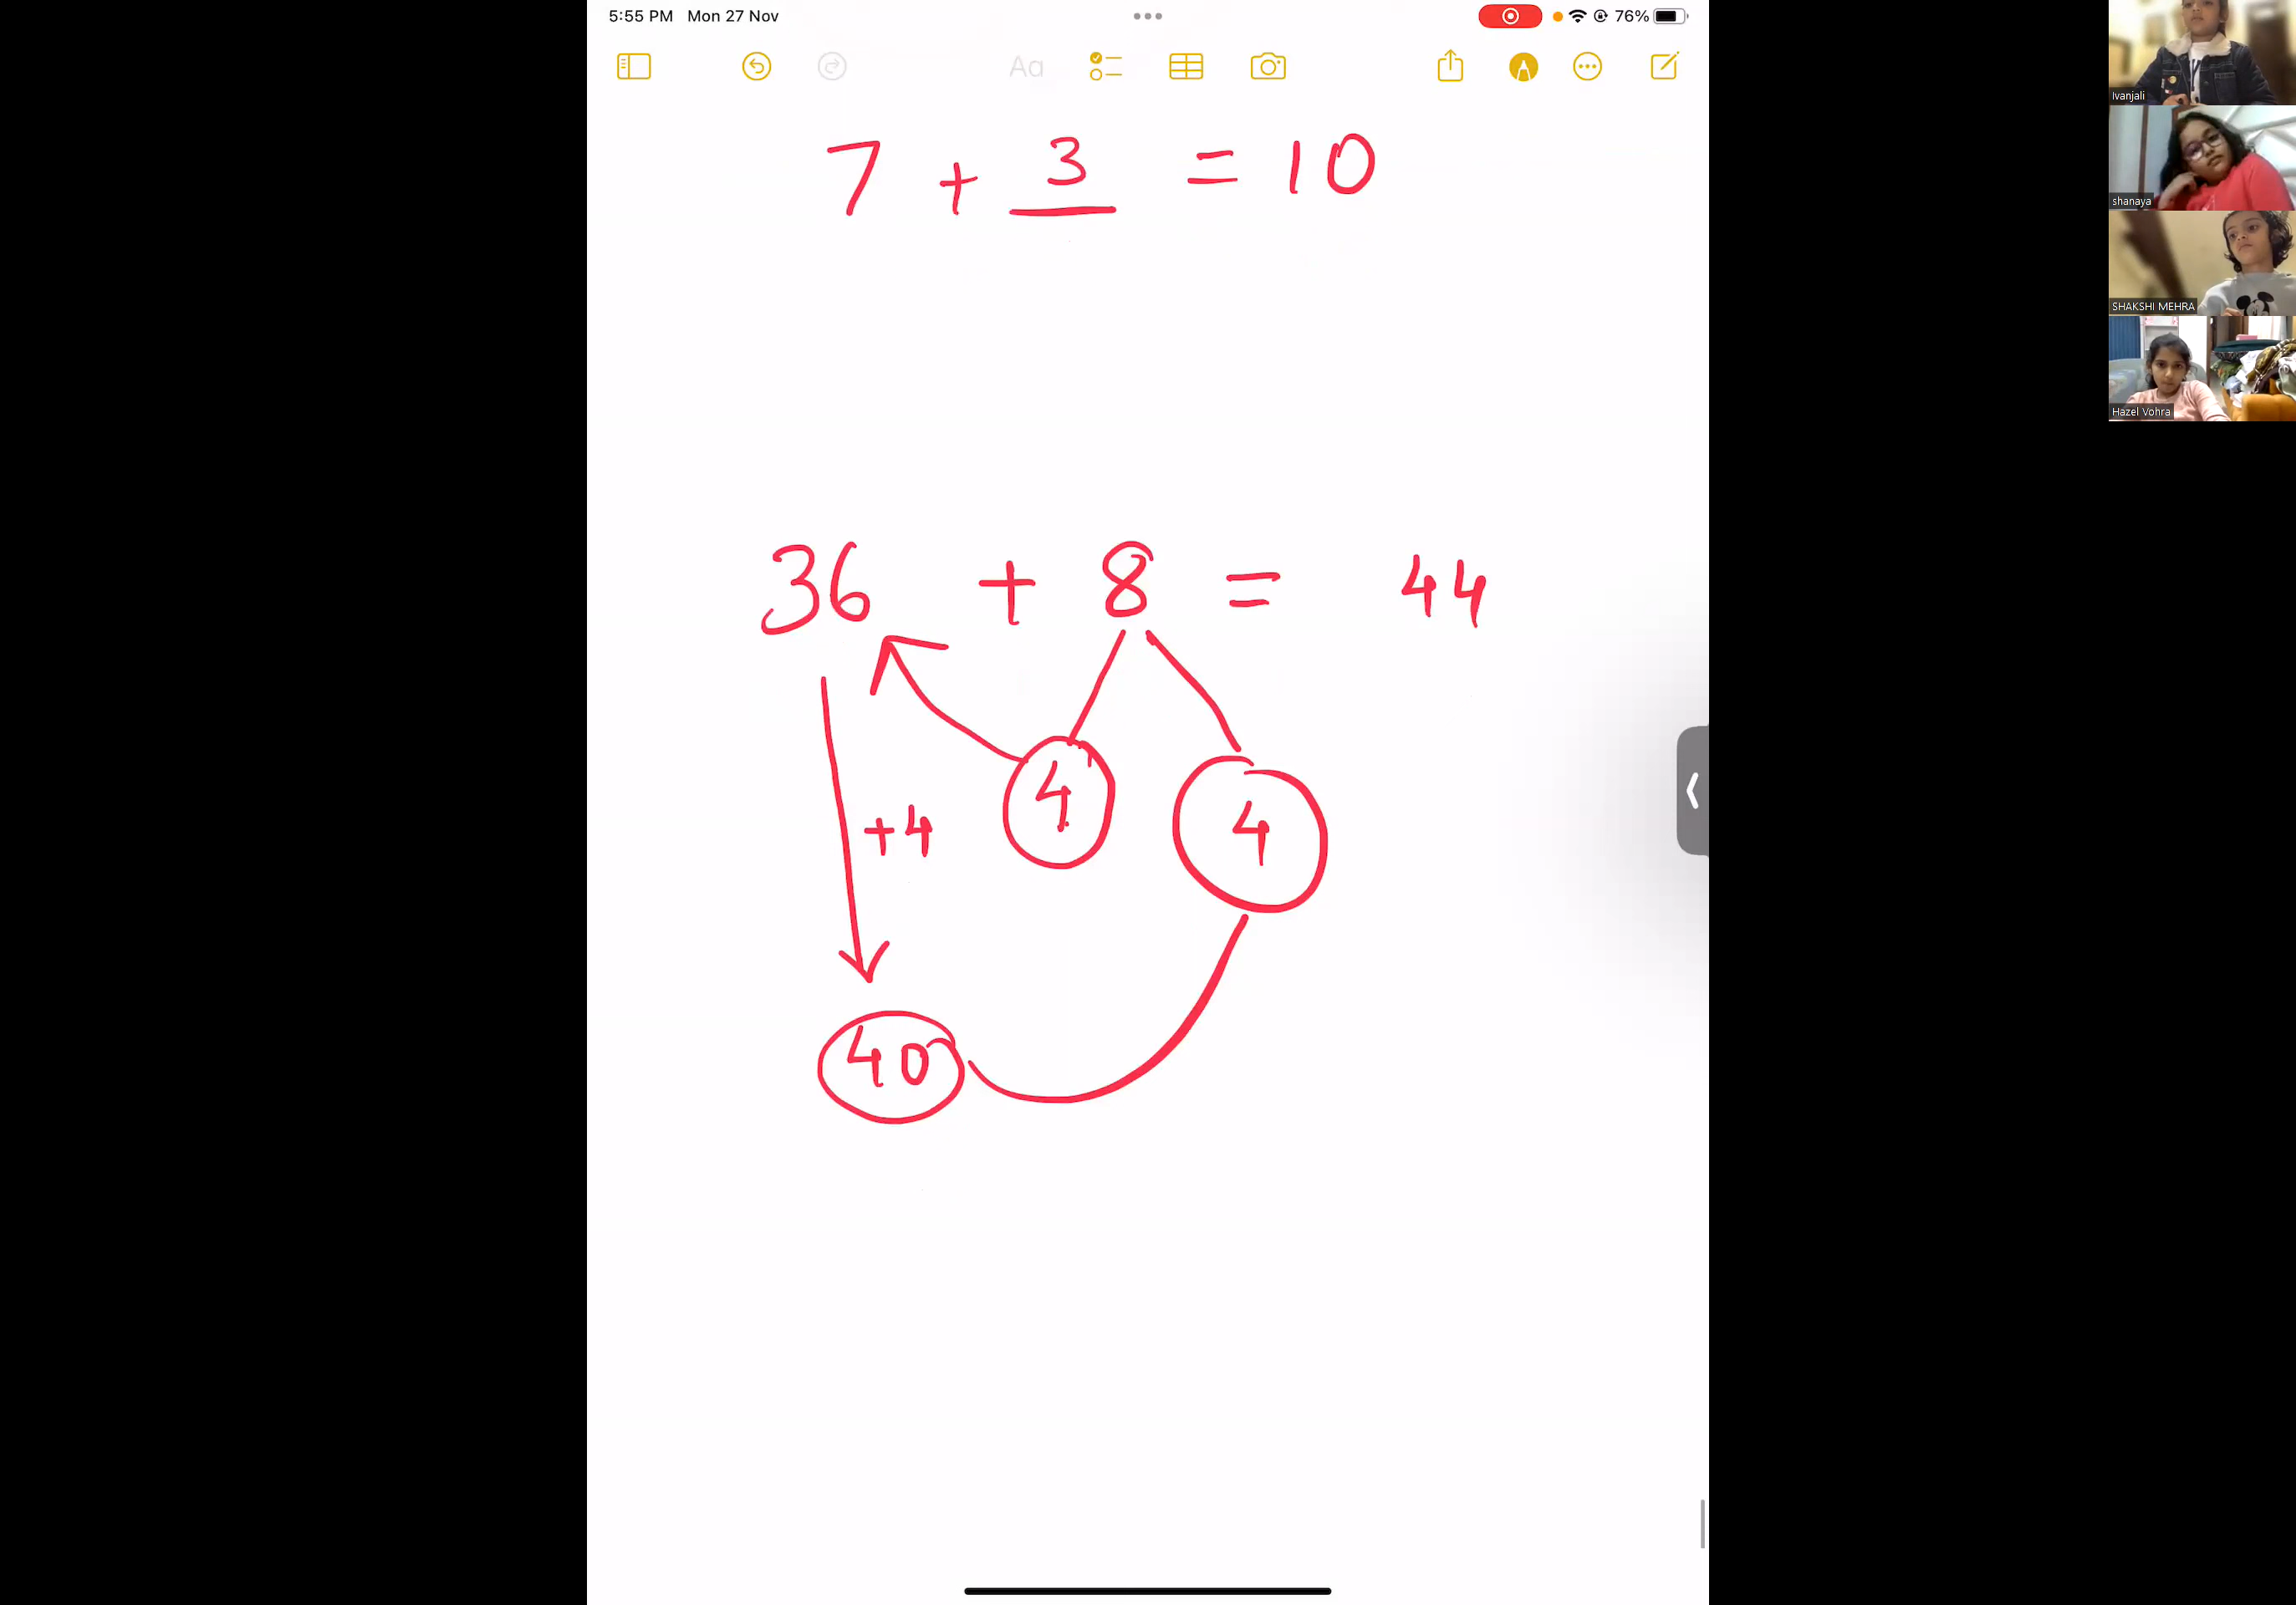 5:55 PM Mon 27 Nov
76%
Aa
7 + 3 = 10
36 + 8 = 44
+4
4
4
40
Ivanjali
shanaya
SHAKSHI MEHRA
Hazel Vohra